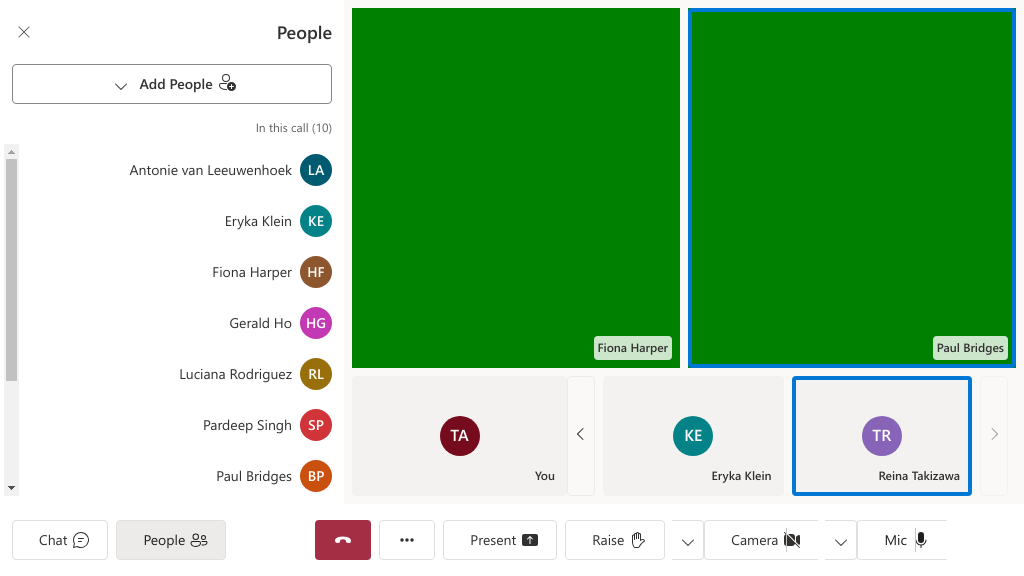 People
Add People
In this call (10)
Antonie van Leeuwenhoek LA
Eryka Klein KE
Fiona Harper HF
Gerald Ho HG
Luciana Rodriguez RL
Pardeep Singh SP
Paul Bridges BP
Fiona Harper
Paul Bridges
TA
You
KE
Eryka Klein
TR
Reina Takizawa
Chat
People
Present
Raise
Camera
Mic